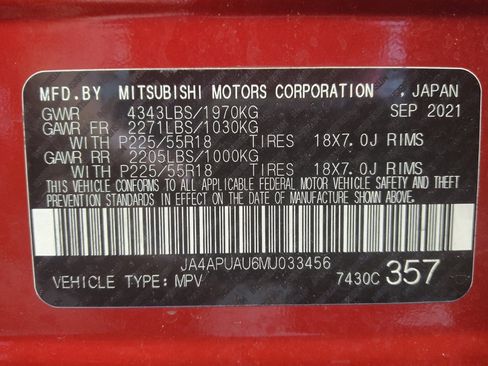 MFD.BY MITSUBISHI MOTORS CORPORATION , JAPAN
GVWR 4343LBS/1970KG SEP 2021
GAWR FR 2271LBS/1030KG
WITH P225/55R18 TIRES 18X7.0J RIMS
GAWR RR 2205LBS/1000KG
WITH P225/55R18 TIRES 18X7.0J RIMS
THIS VEHICLE CONFORMS TO ALL APPLICABLE FEDERAL MOTOR VEHICLE SAFETY AND THEFT
PREVENTION STANDARDS IN EFFECT ON THE DATE OF MANUFACTURE SHOWN ABOVE.
JA4APUAU6MU033456
VEHICLE TYPE: MPV 7430C 357